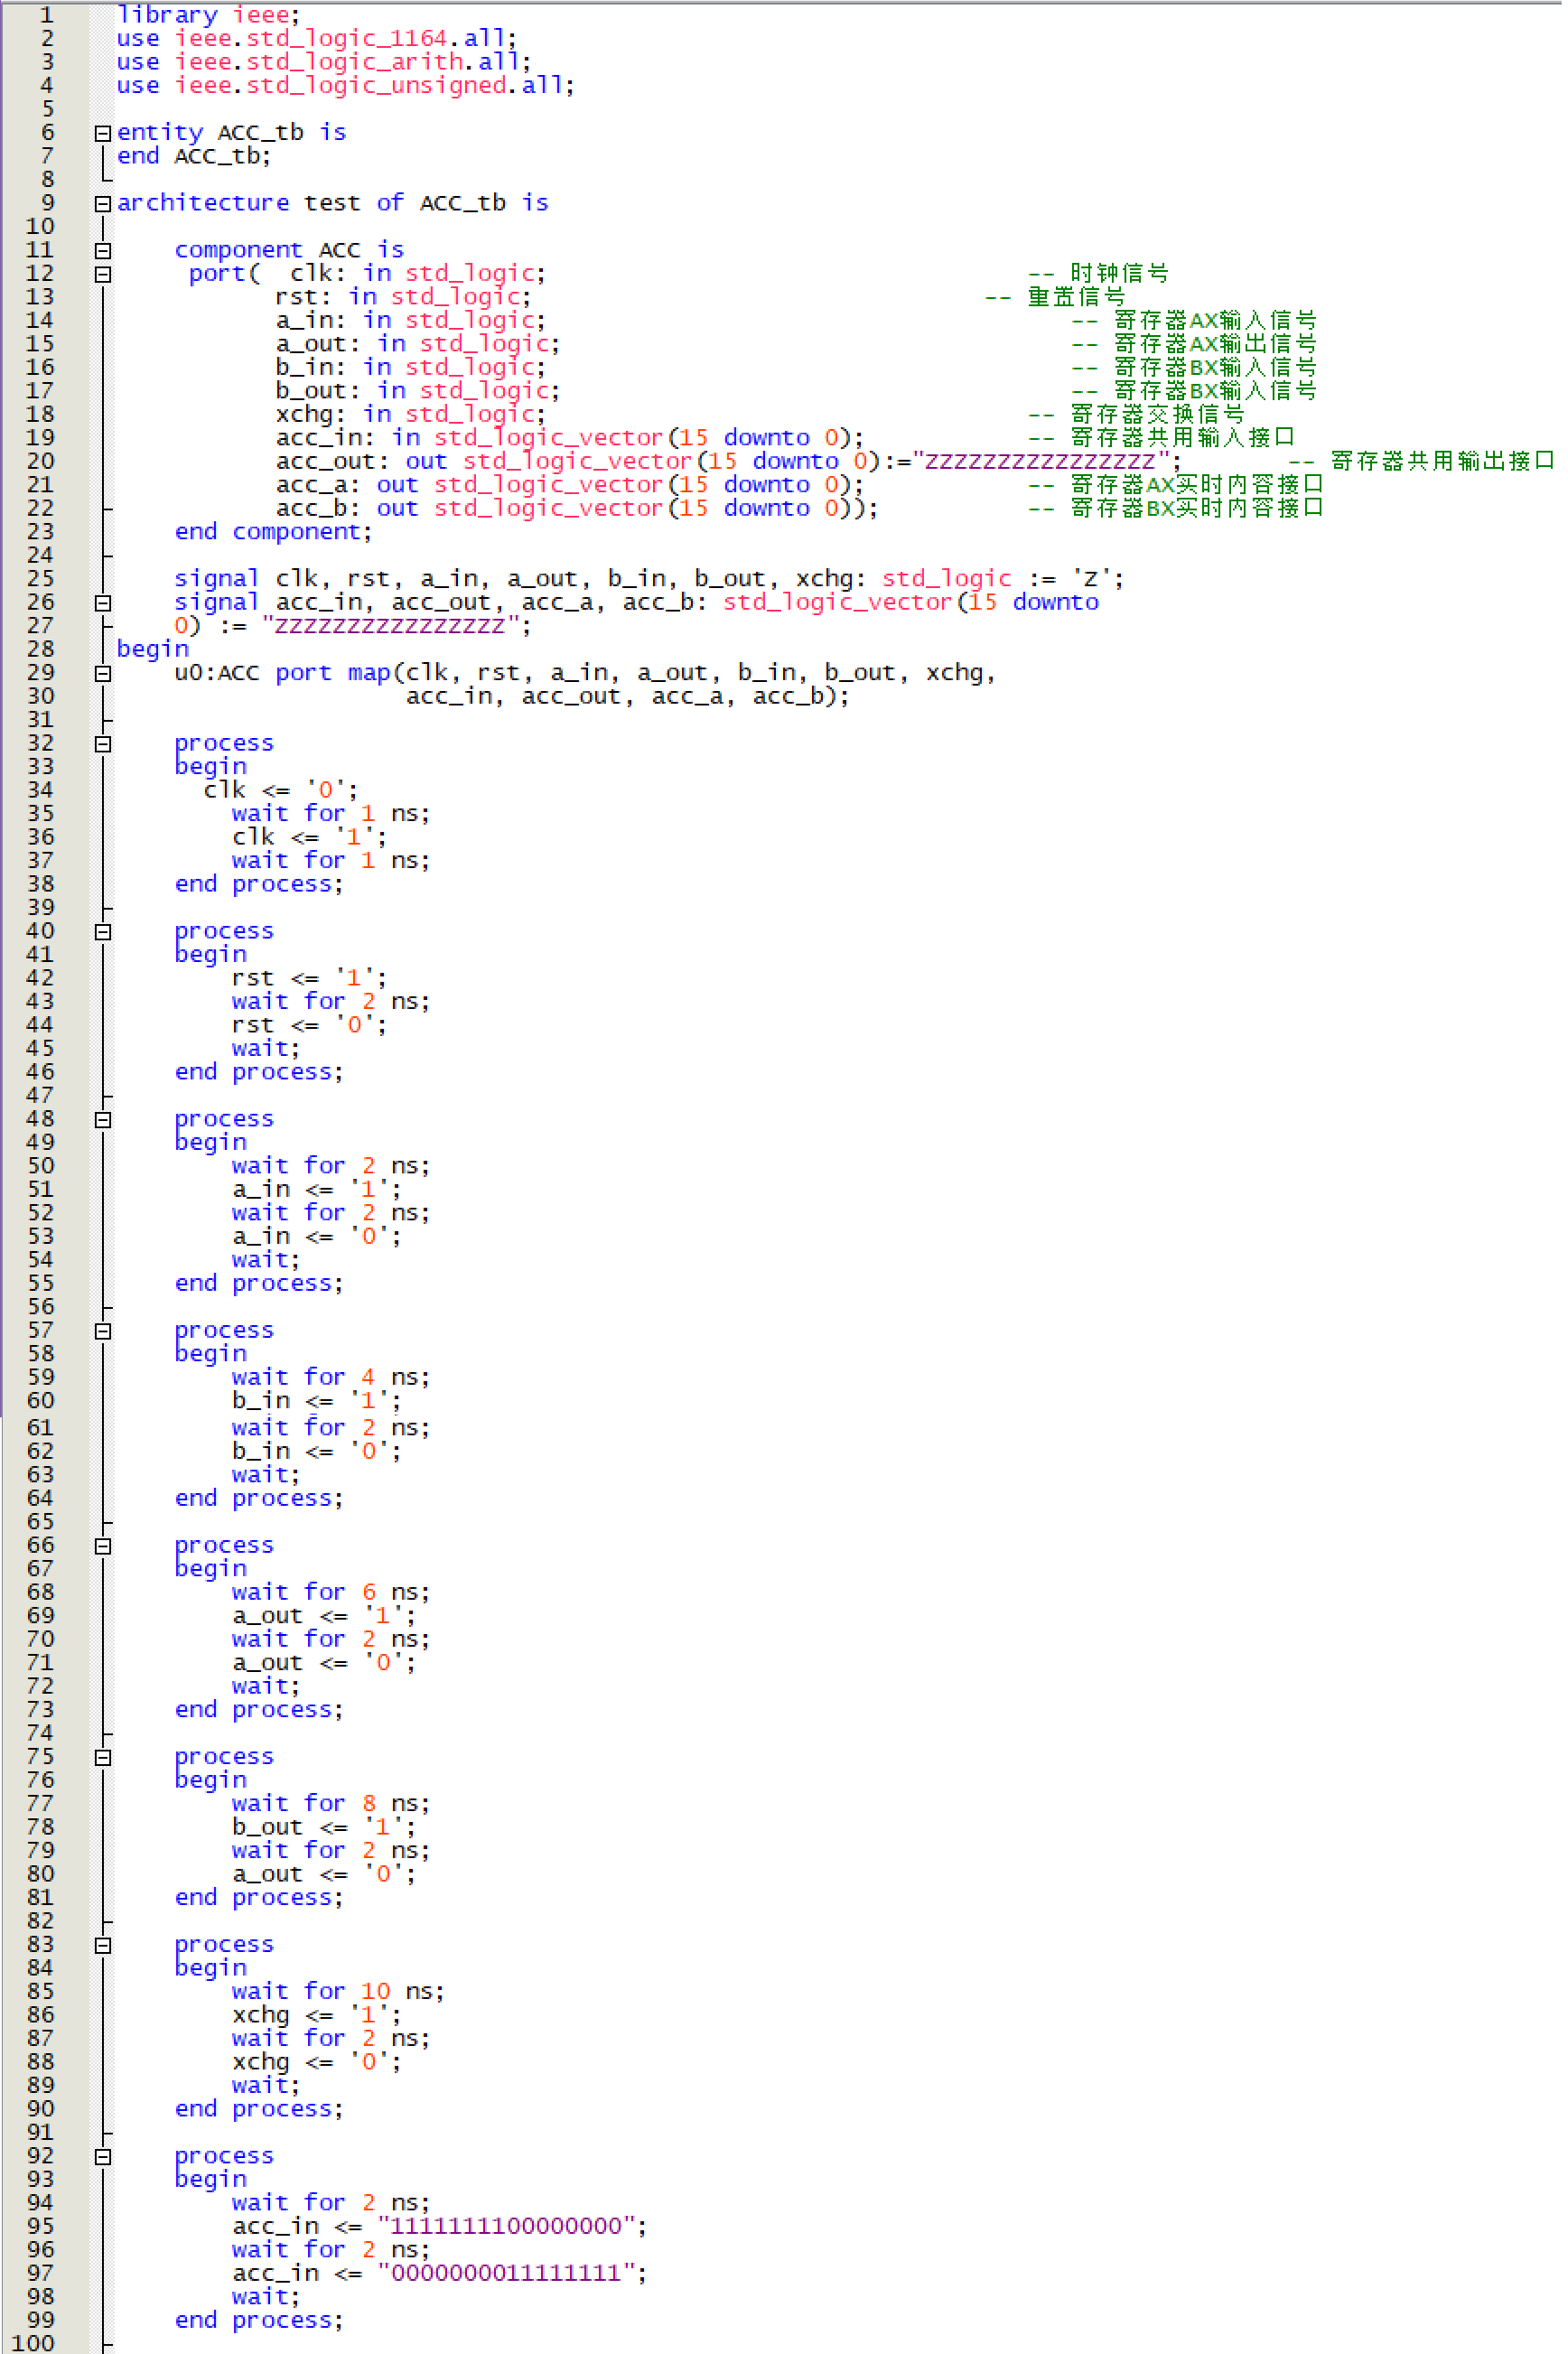 1 library ieee;
2 use ieee.std_logic_1164.all;
3 use ieee.std_logic_arith.all;
4 use ieee.std_logic_unsigned.all;
5
6 entity ACC_tb is
7 end ACC_tb;
8
9 architecture test of ACC_tb is
10
11 component ACC is
12 port( clk: in std_logic; -- 时钟信号
13 rst: in std_logic; -- 重置信号
14 a_in: in std_logic; -- 寄存器AX输入信号
15 a_out: in std_logic; -- 寄存器AX输出信号
16 b_in: in std_logic; -- 寄存器BX输入信号
17 b_out: in std_logic; -- 寄存器BX输入信号
18 xchg: in std_logic; -- 寄存器交换信号
19 acc_in: in std_logic_vector(15 downto 0); -- 寄存器共用输入接口
20 acc_out: out std_logic_vector(15 downto 0):="ZZZZZZZZZZZZZZZZ"; -- 寄存器共用输出接口
21 acc_a: out std_logic_vector(15 downto 0); -- 寄存器AX实时内容接口
22 acc_b: out std_logic_vector(15 downto 0)); -- 寄存器BX实时内容接口
23 end component;
24
25 signal clk, rst, a_in, a_out, b_in, b_out, xchg: std_logic := 'Z';
26 signal acc_in, acc_out, acc_a, acc_b: std_logic_vector(15 downto
27 0) := "ZZZZZZZZZZZZZZZZ";
28 begin
29 u0:ACC port map(clk, rst, a_in, a_out, b_in, b_out, xchg,
30 acc_in, acc_out, acc_a, acc_b);
31
32 process
33 begin
34 clk <= '0';
35 wait for 1 ns;
36 clk <= '1';
37 wait for 1 ns;
38 end process;
39
40 process
41 begin
42 rst <= '1';
43 wait for 2 ns;
44 rst <= '0';
45 wait;
46 end process;
47
48 process
49 begin
50 wait for 2 ns;
51 a_in <= '1';
52 wait for 2 ns;
53 a_in <= '0';
54 wait;
55 end process;
56
57 process
58 begin
59 wait for 4 ns;
60 b_in <= '1';
61 wait for 2 ns;
62 b_in <= '0';
63 wait;
64 end process;
65
66 process
67 begin
68 wait for 6 ns;
69 a_out <= '1';
70 wait for 2 ns;
71 a_out <= '0';
72 wait;
73 end process;
74
75 process
76 begin
77 wait for 8 ns;
78 b_out <= '1';
79 wait for 2 ns;
80 a_out <= '0';
81 end process;
82
83 process
84 begin
85 wait for 10 ns;
86 xchg <= '1';
87 wait for 2 ns;
88 xchg <= '0';
89 wait;
90 end process;
91
92 process
93 begin
94 wait for 2 ns;
95 acc_in <= "1111111100000000";
96 wait for 2 ns;
97 acc_in <= "0000000011111111";
98 wait;
99 end process;
100